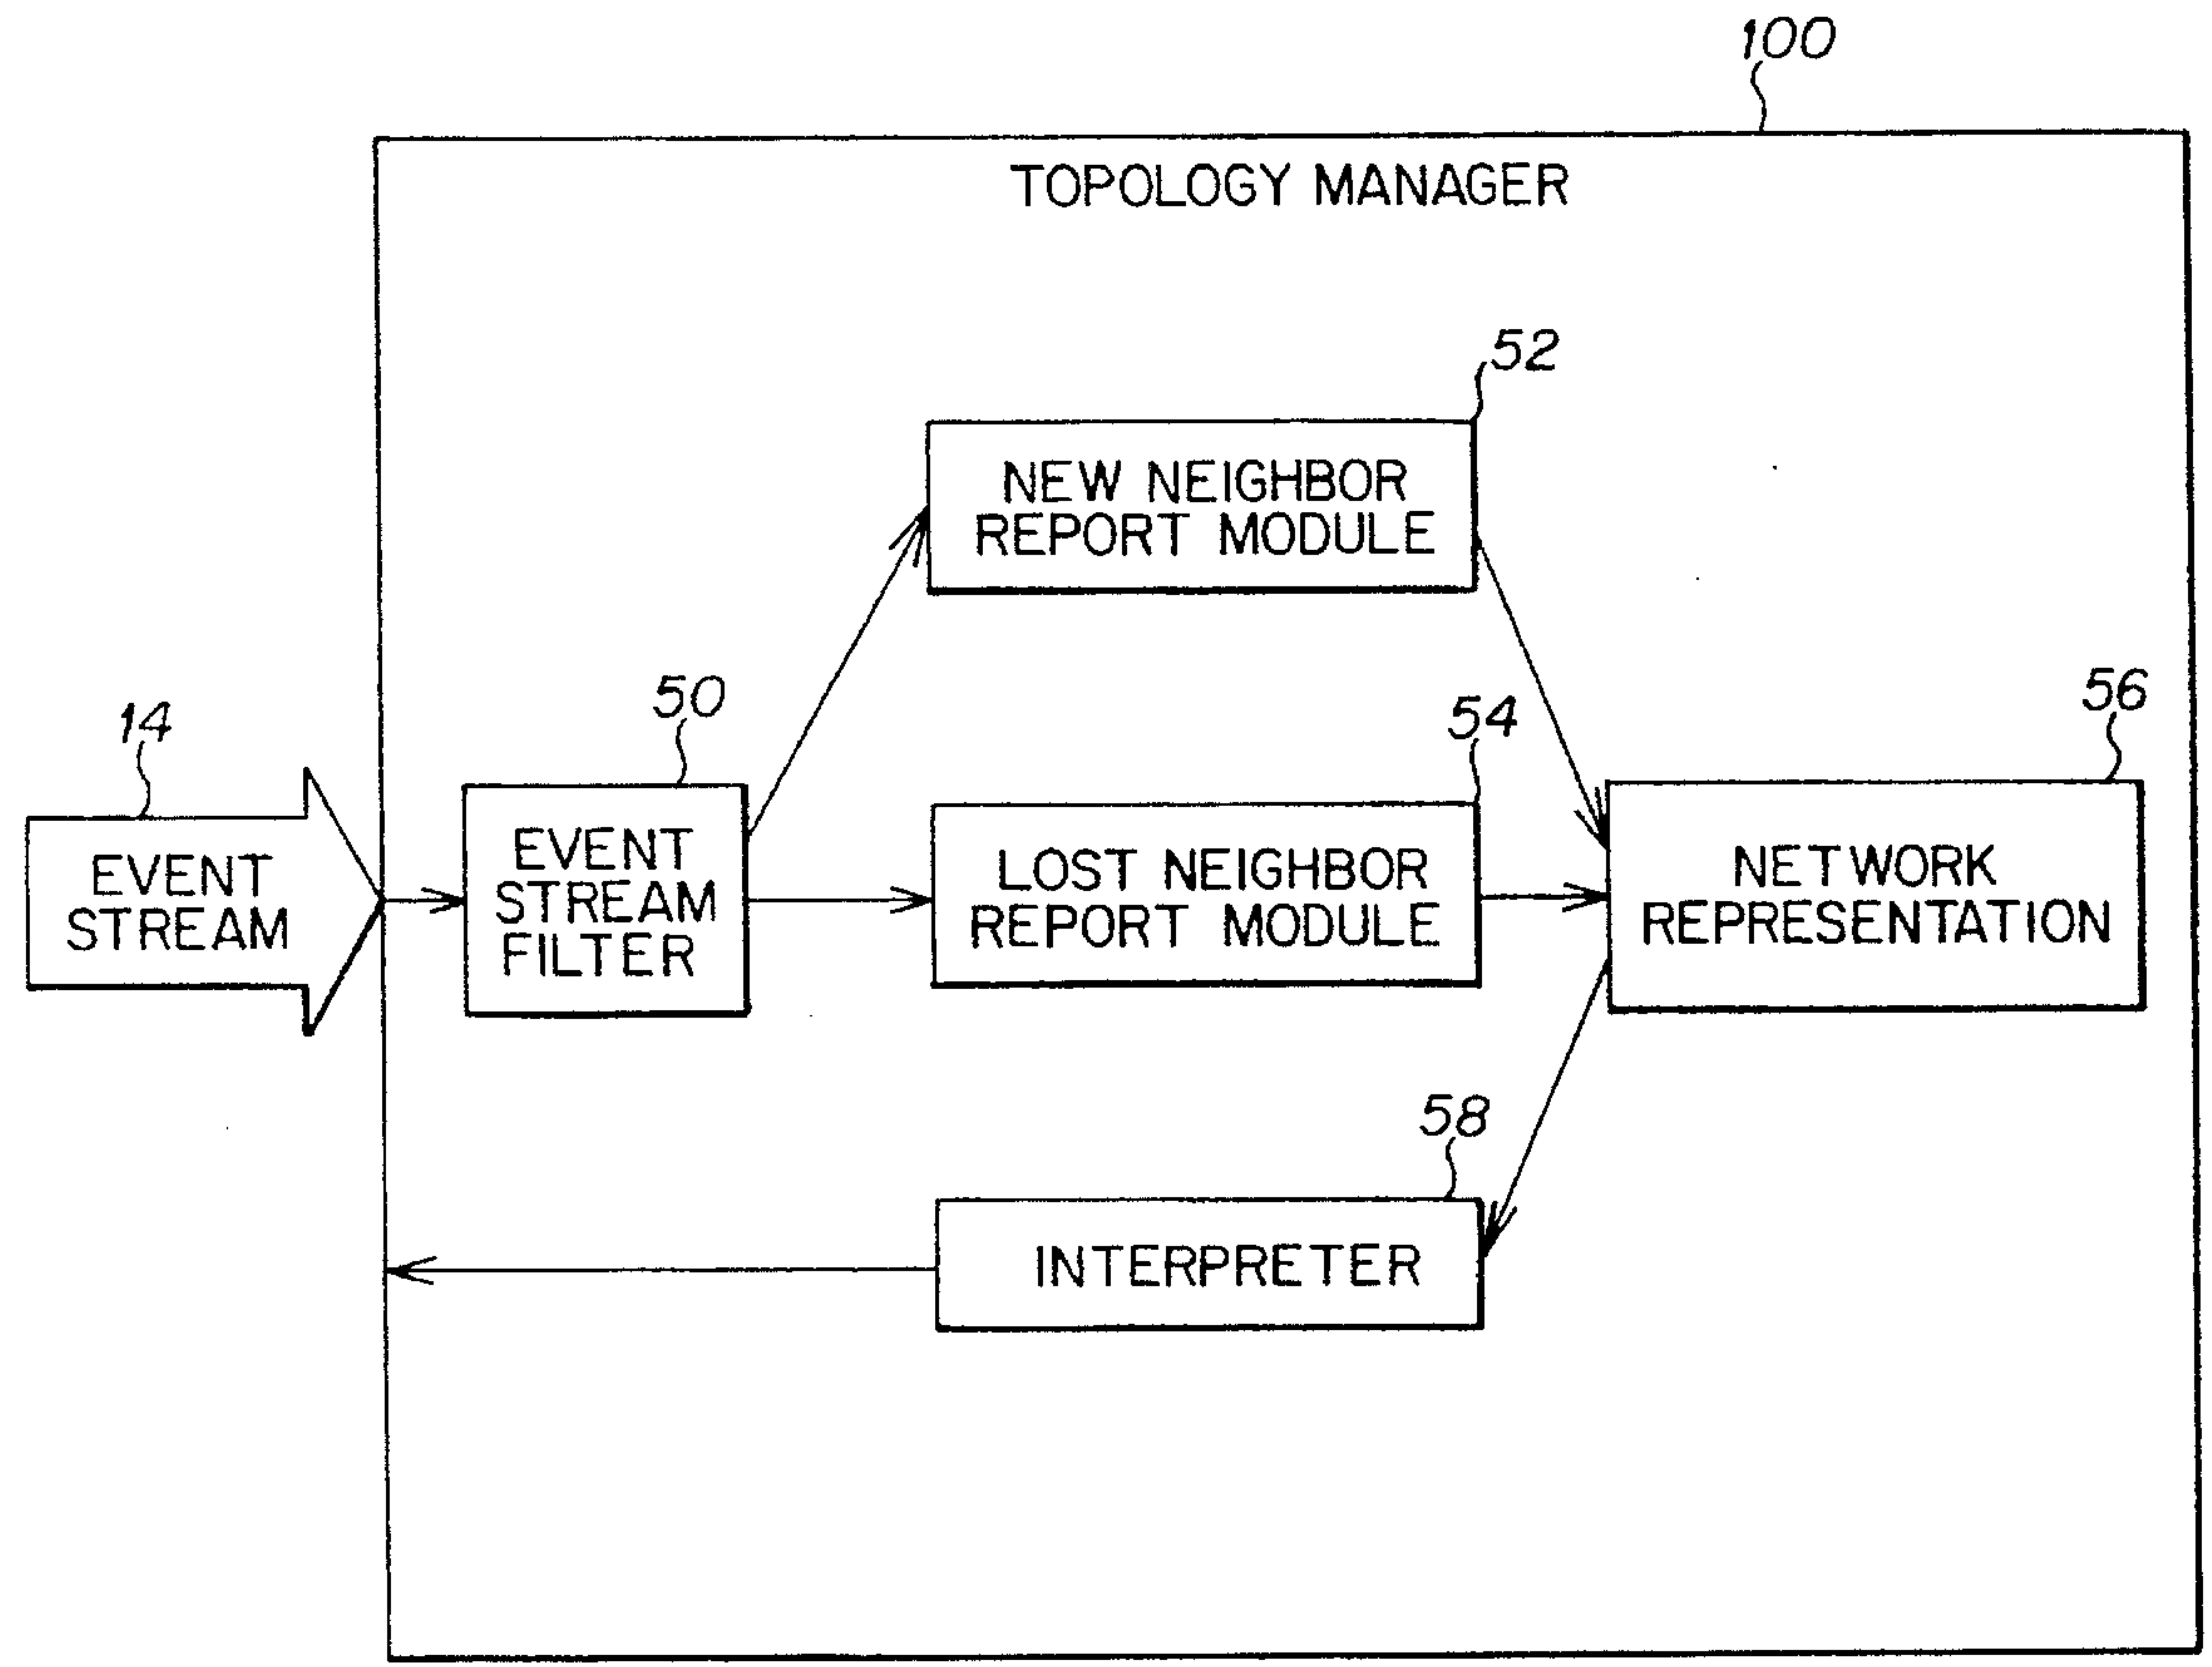 100
TOPOLOGY MANAGER
52
NEW NEIGHBOR
REPORT MODULE
14
EVENT
STREAM
50
EVENT
STREAM
FILTER
54
LOST NEIGHBOR
REPORT MODULE
56
NETWORK
REPRESENTATION
58
INTERPRETER